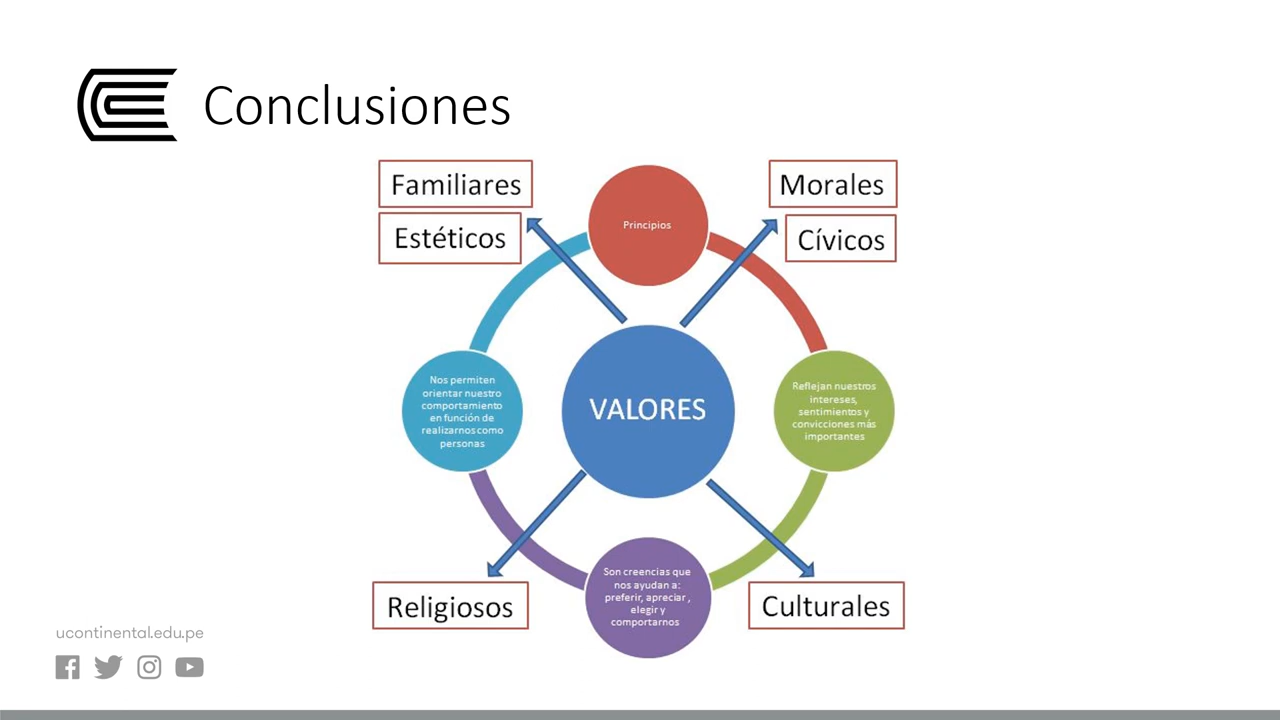 Conclusiones
Familiares
Estéticos
Principios
Morales
Cívicos
Nos permiten
orientar nuestro
comportamiento
en función de
realizarnos como
personas
VALORES
Reflejan nuestros
intereses,
sentimientos y
convicciones más
importantes
Son creencias que
nos ayudan a:
preferir, apreciar ,
elegir y
comportarnos
Religiosos
Culturales
ucontinental.edu.pe